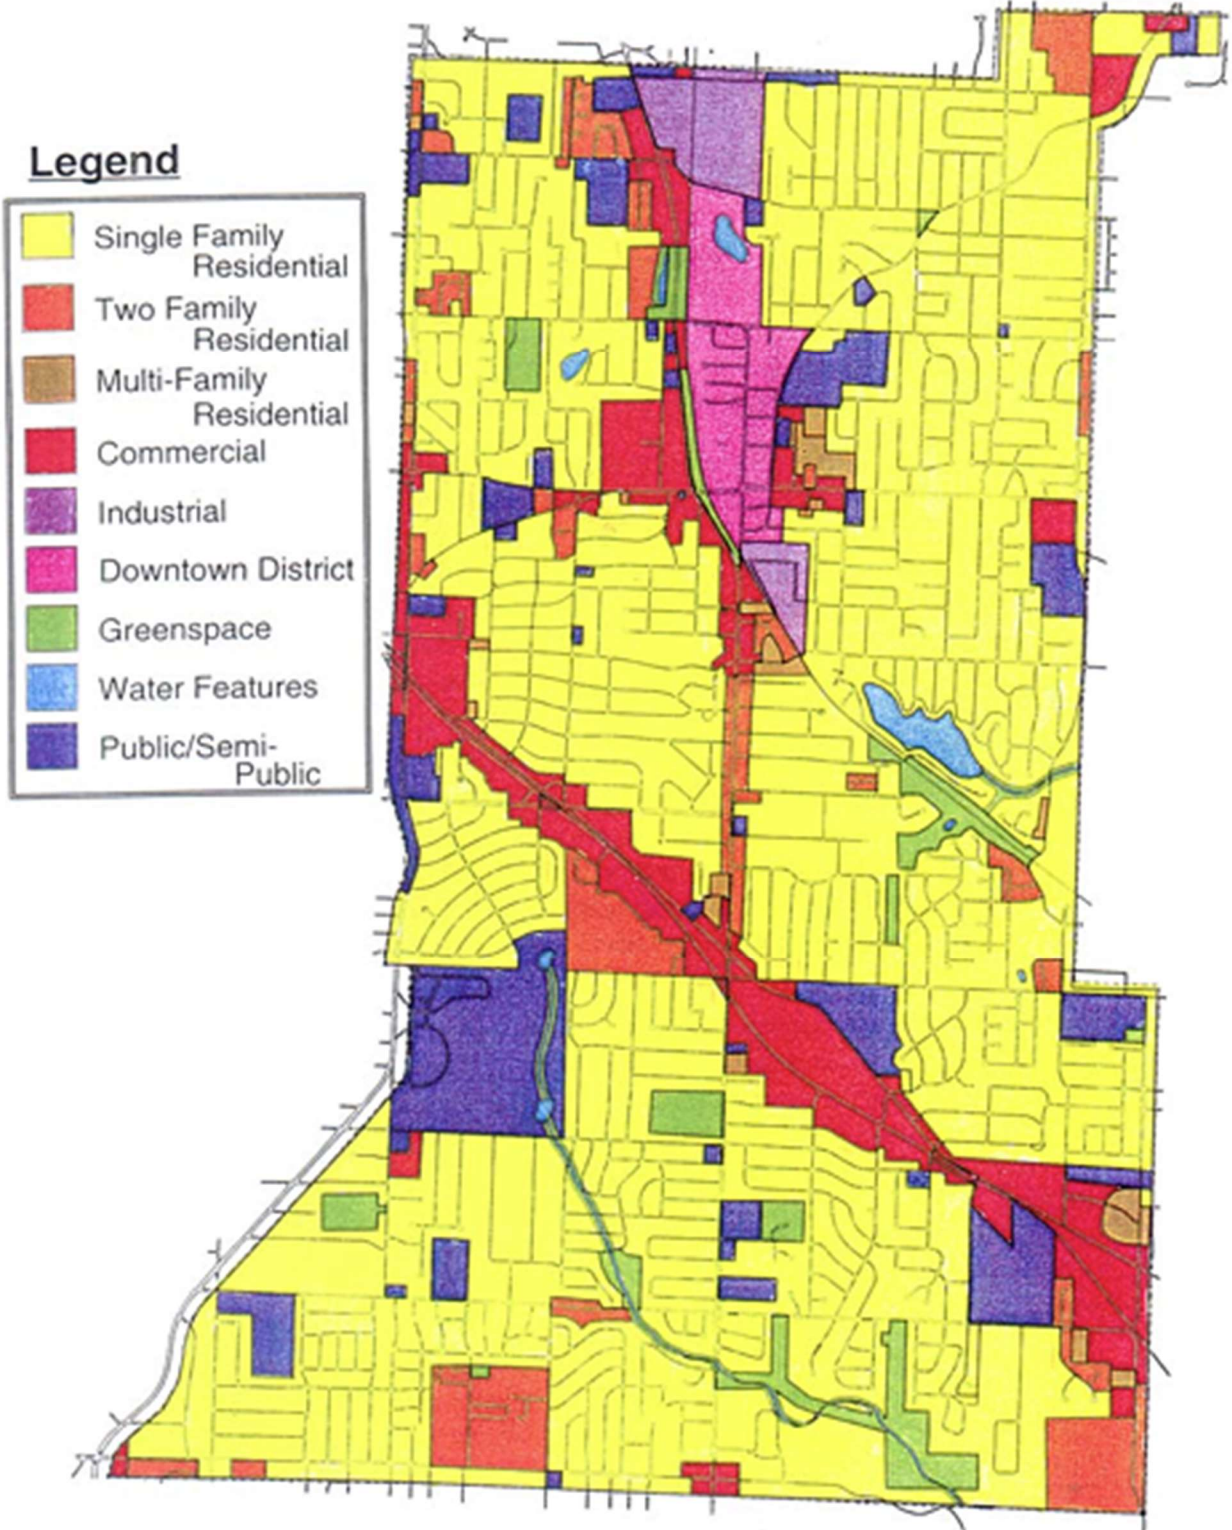 Legend
Single Family
Residential
Two Family
Residential
Multi-Family
Residential
Commercial
Industrial
Downtown District
Greenspace
Water Features
Public/Semi-
Public